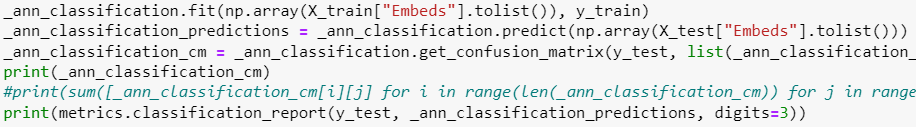 _ann_classification.fit(np.array(X_train["Embeds"].tolist()), y_train)
_ann_classification_predictions = _ann_classification.predict(np.array(X_test["Embeds"].tolist()))
_ann_classification_cm = _ann_classification.get_confusion_matrix(y_test, list(_ann_classification_
print(_ann_classification_cm)
#print(sum([_ann_classification_cm[i][j] for i in range(len(_ann_classification_cm)) for j in range
print(metrics.classification_report(y_test, _ann_classification_predictions, digits=3))